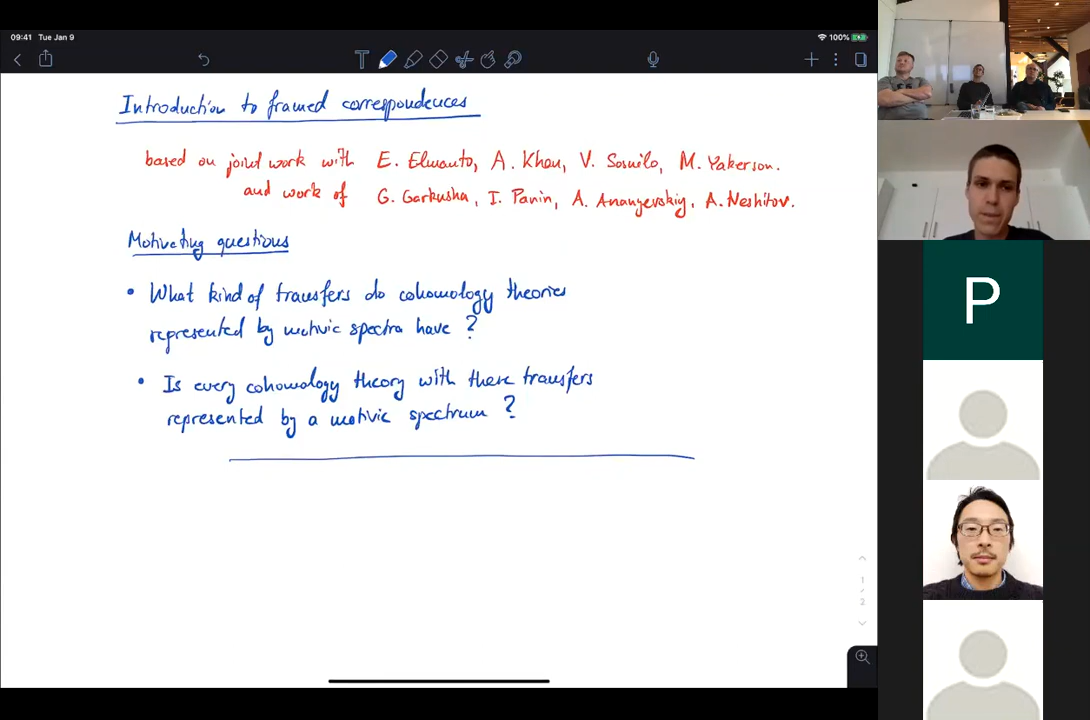 09:41 Tue Jan 9
100%
Introduction to framed correspondences
based on joint work with E. Elmanto, A. Khan, V. Sosnilo, M. Yakerson.
and work of G. Garkusha, I. Panin, A. Ananyevskiy, A. Neshitov.
Motivating questions
• What kind of transfers do cohomology theories
represented by motivic spectra have ?
• Is every cohomology theory with these transfers
represented by a motivic spectrum ?
1
/
2
P